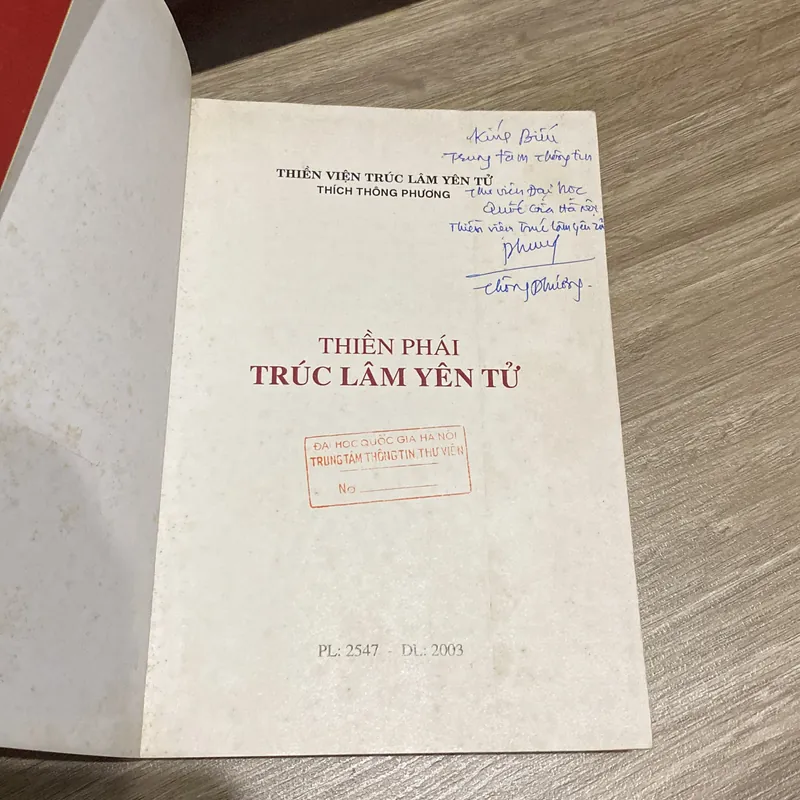 Kính Biếu
Trung tâm thông tin
Thư viện Đại học
Quốc Gia Hà Nội
Thiền viện Trúc Lâm Yên Tử
Thông Phương.
THIỀN VIỆN TRÚC LÂM YÊN TỬ
THÍCH THÔNG PHƯƠNG
THIỀN PHÁI
TRÚC LÂM YÊN TỬ
ĐẠI HỌC QUỐC GIA HÀ NỘI
TRUNG TÂM THÔNG TIN, THƯ VIỆN
No
PL: 2547 - DL: 2003